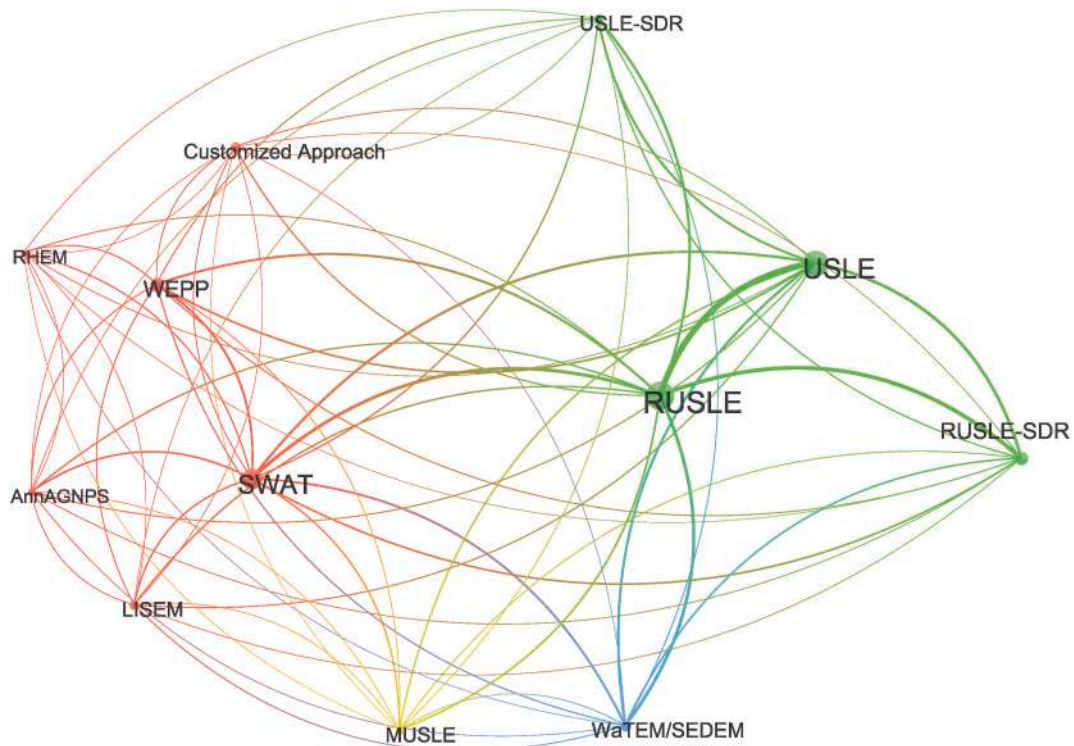 USLE-SDR
Customized Approach
RHEM
WEPP
USLE
RUSLE
RUSLE-SDR
SWAT
AnnAGNPS
LISEM
MUSLE
WaTEM/SEDEM